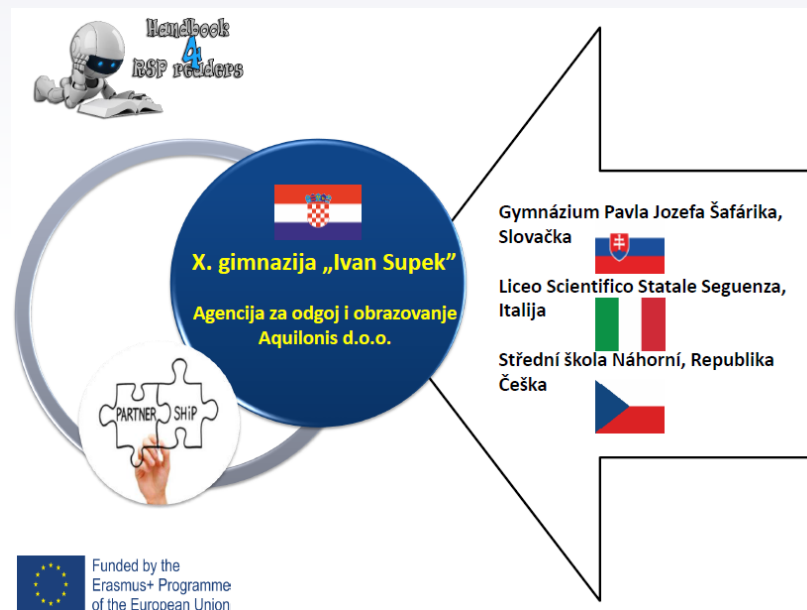 Handbook
4
RSP readers
X. gimnazija „Ivan Supek”
Agencija za odgoj i obrazovanje
Aquilonis d.o.o.
PARTNER SHiP
Gymnázium Pavla Jozefa Šafárika,
Slovačka
Liceo Scientifico Statale Seguenza,
Italija
Střední škola Náhorní, Republika
Češka
Funded by the
Erasmus+ Programme
of the European Union